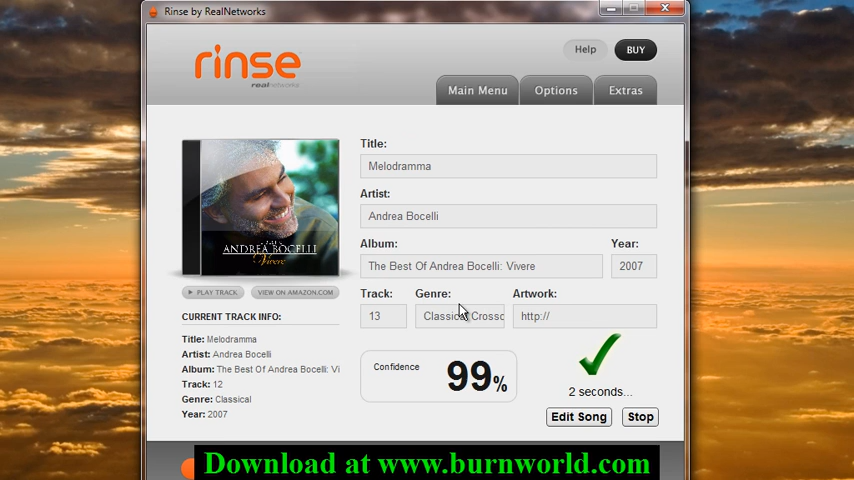 Rinse by RealNetworks
rinse
realnetworks
Help
BUY
Main Menu
Options
Extras
ANDREA BOCELLI
Vivere
PLAY TRACK
VIEW ON AMAZON.COM
CURRENT TRACK INFO:
Title: Melodramma
Artist: Andrea Bocelli
Album: The Best Of Andrea Bocelli: Vi
Track: 12
Genre: Classical
Year: 2007
Title:
Melodramma
Artist:
Andrea Bocelli
Album:
Year:
The Best Of Andrea Bocelli: Vivere
2007
Track:
Genre:
Artwork:
13
Classical Crossc
http://
Confidence
99%
2 seconds...
Edit Song
Stop
Download at www.burnworld.com